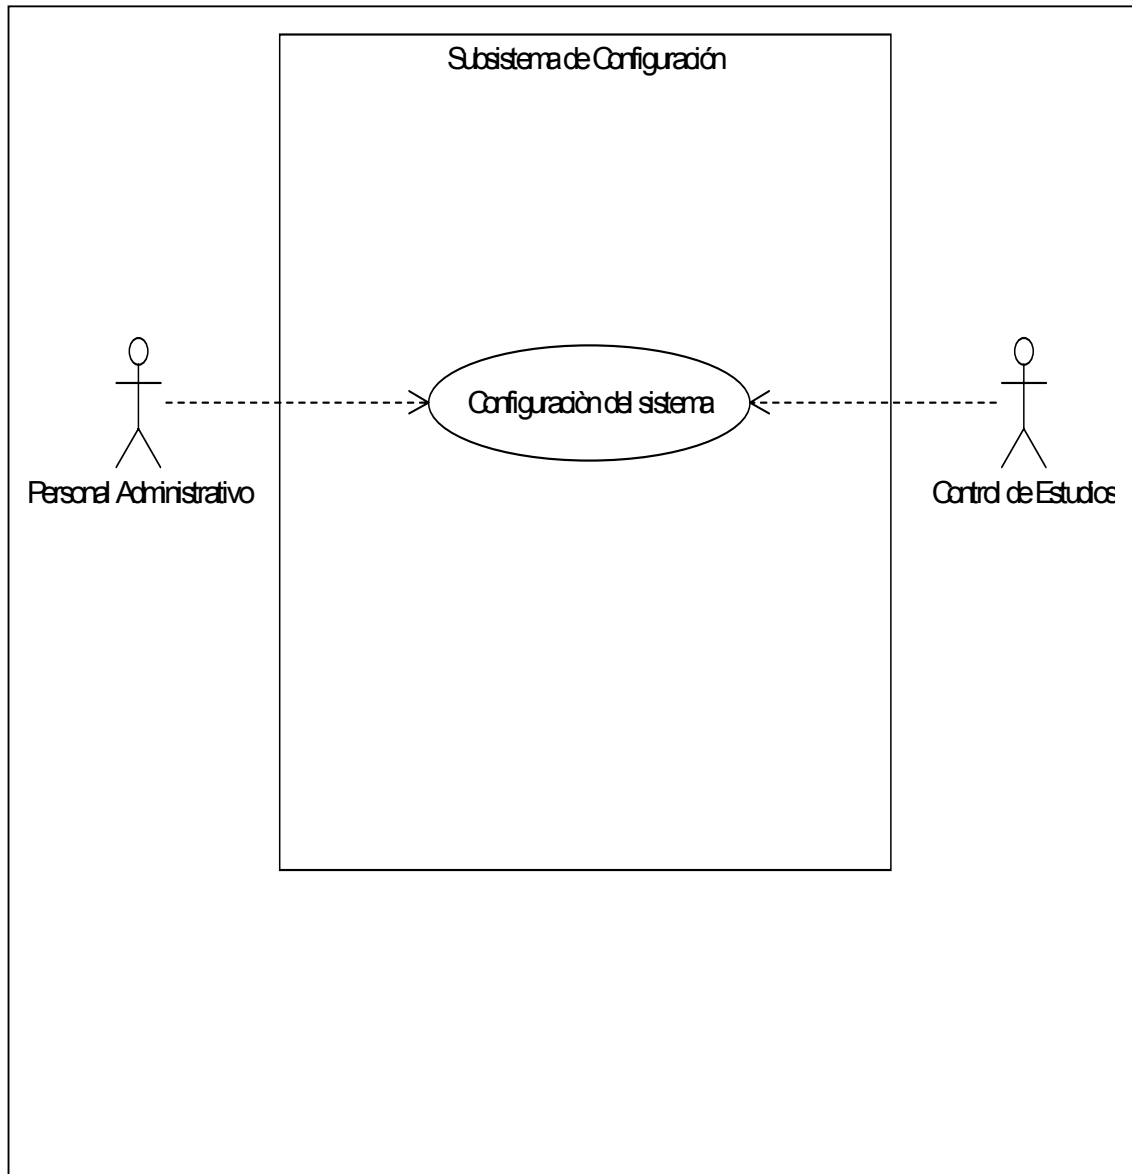 Subsistema de Configuración
Configuraciòn del sistema
Personal Administrativo
Control de Estudios